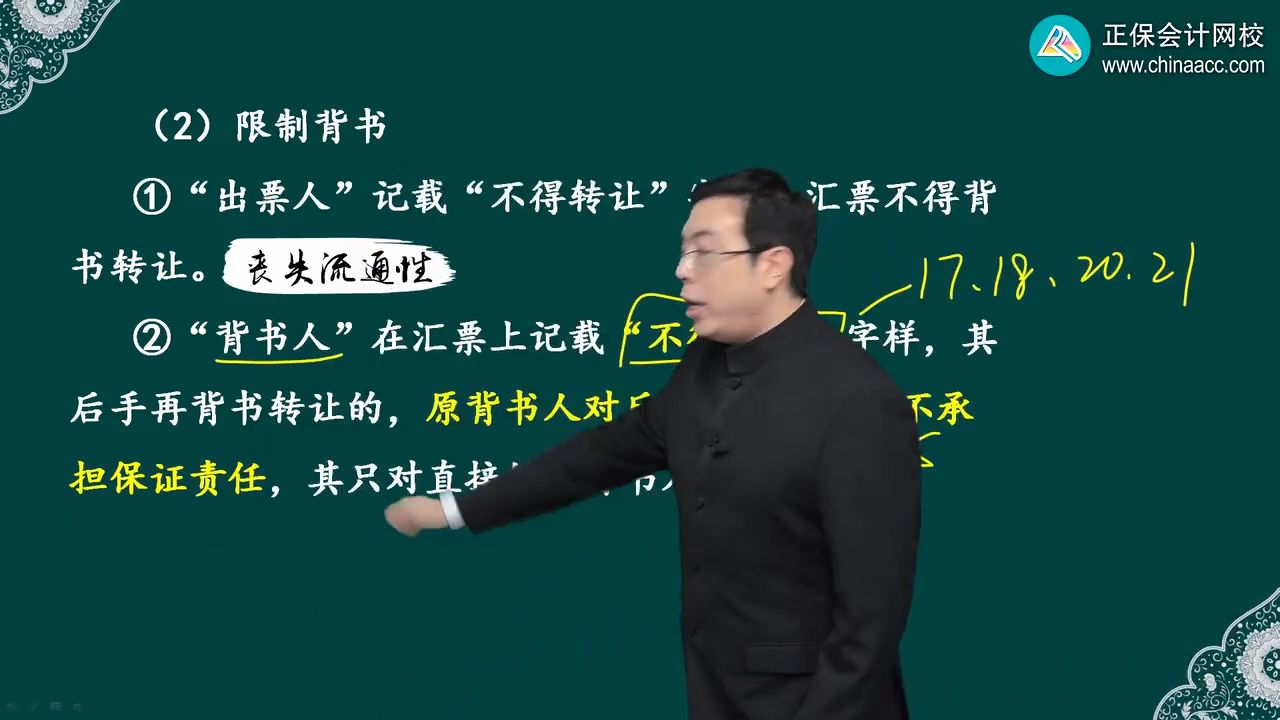 正保会计网校
www.chinaacc.com
（2）限制背书
①“出票人”记载“不得转让” 汇票不得背
书转让。丧失流通性
17、18、20、21
②“背书人”在汇票上记载“不 字样，其
后手再背书转让的，原背书人对 不承
担保证责任，其只对直接